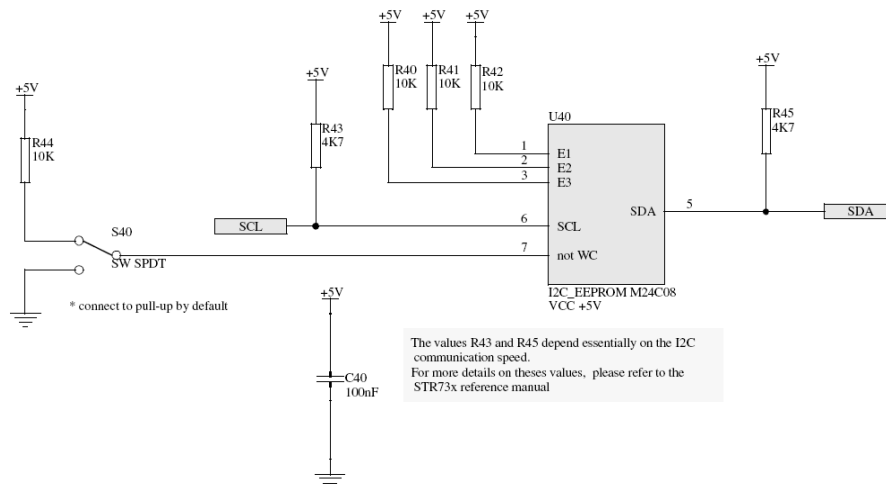 +5V
+5V
+5V
+5V
+5V
+5V
R40
10K
R41
10K
R42
10K
R43
4K7
R44
10K
R45
4K7
U40
1
E1
2
E2
3
E3
SDA
5
SDA
SCL
6
SCL
S40
7
not WC
SW SPDT
* connect to pull-up by default
I2C_EEPROM M24C08
VCC +5V
+5V
C40
100nF
The values R43 and R45 depend essentially on the I2C
communication speed.
For more details on theses values, please refer to the
STR73x reference manual